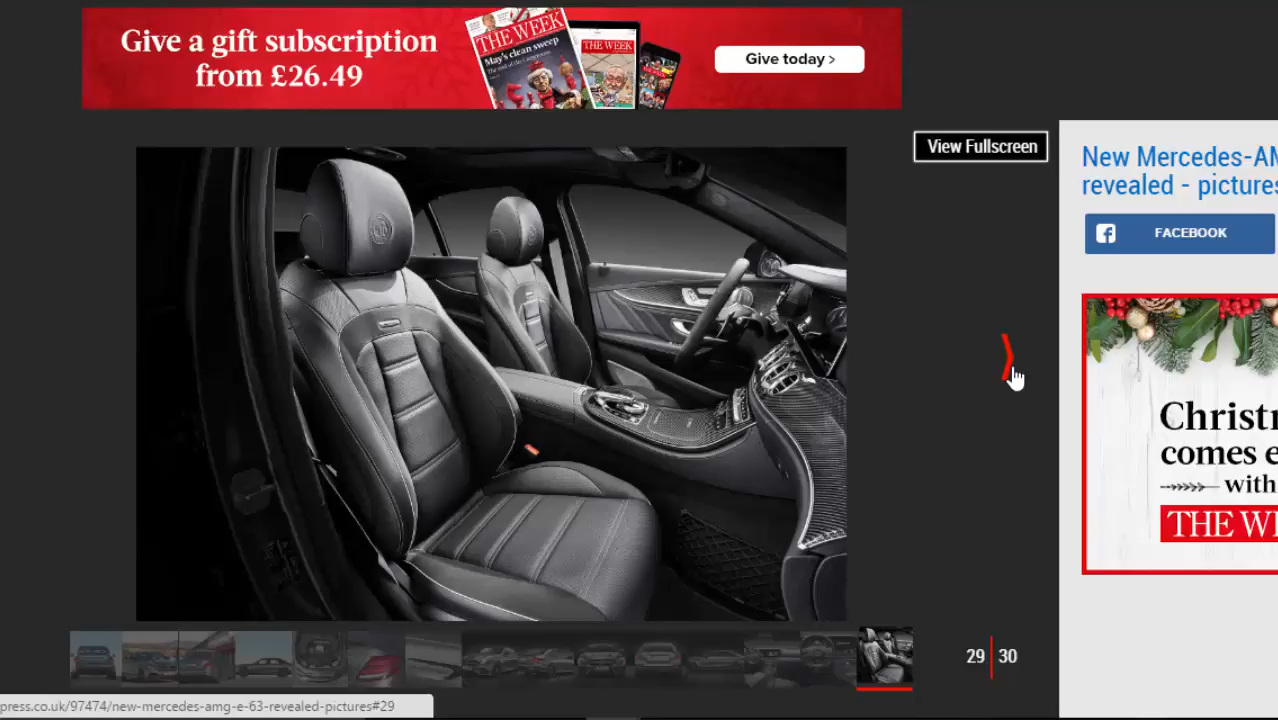 Give a gift subscription
from £26.49
THE WEEK
May's clean sweep
THE WEEK
Give today >
View Fullscreen
New Mercedes-AM
revealed - pictures
FACEBOOK
Christm
comes e
with
THE WE
29 30
press.co.uk/97474/new-mercedes-amg-e-63-revealed-pictures#29